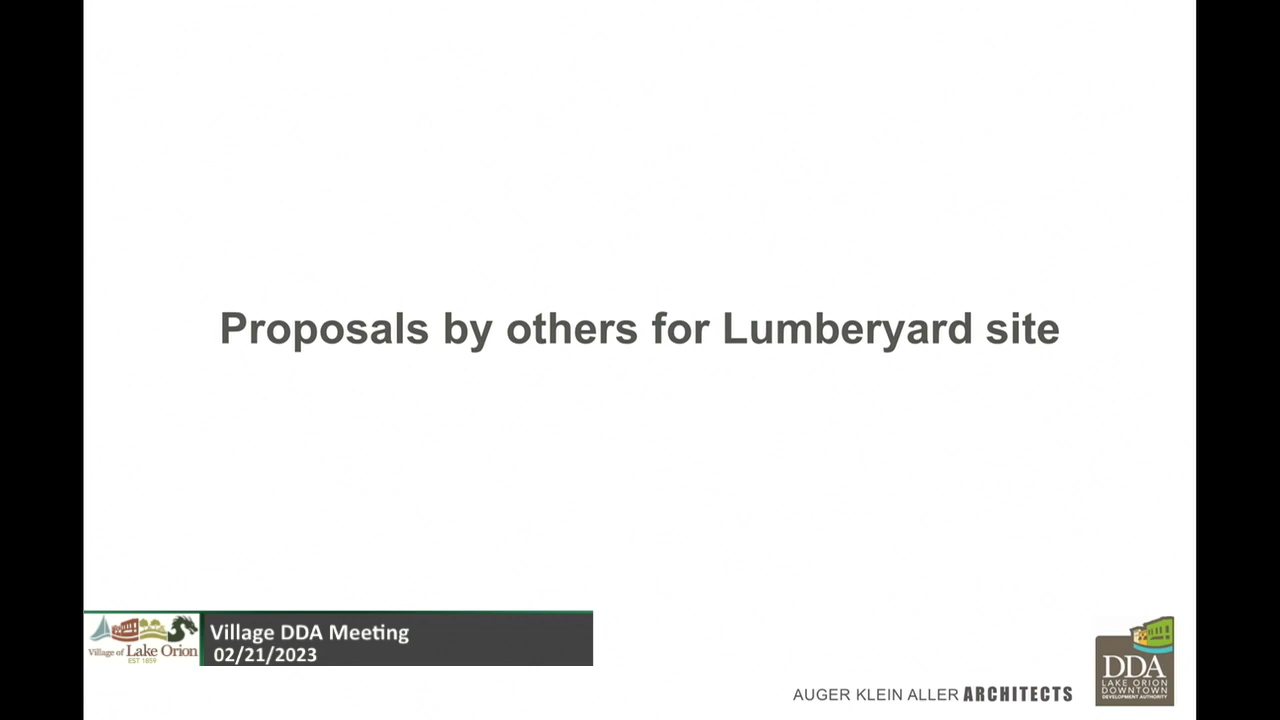 Proposals by others for Lumberyard site
Village of Lake Orion
EST 1859
Village DDA Meeting
02/21/2023
AUGER KLEIN ALLER ARCHITECTS
DDA
LAKE ORION
DOWNTOWN
DEVELOPMENT AUTHORITY